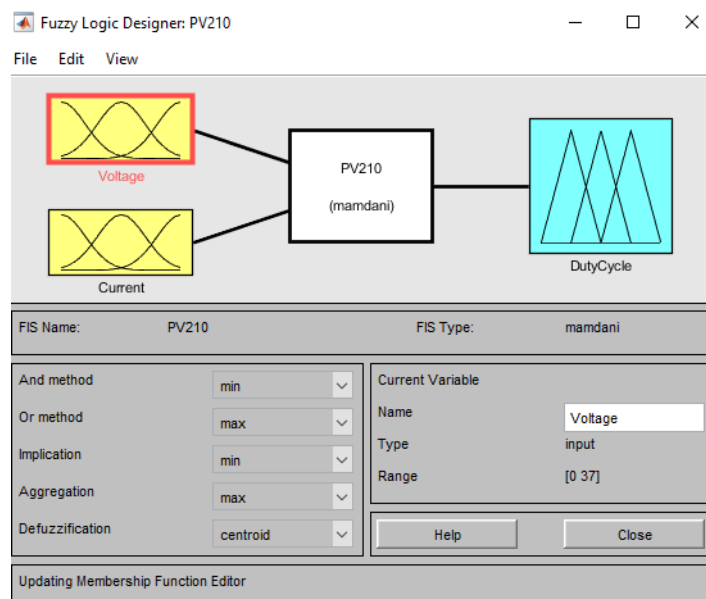 Fuzzy Logic Designer: PV210
File Edit View
Voltage
Current
PV210
(mamdani)
DutyCycle
FIS Name: PV210 FIS Type: mamdani
And method min
Or method max
Implication min
Aggregation max
Defuzzification centroid
Current Variable
Name Voltage
Type input
Range [0 37]
Help Close
Updating Membership Function Editor